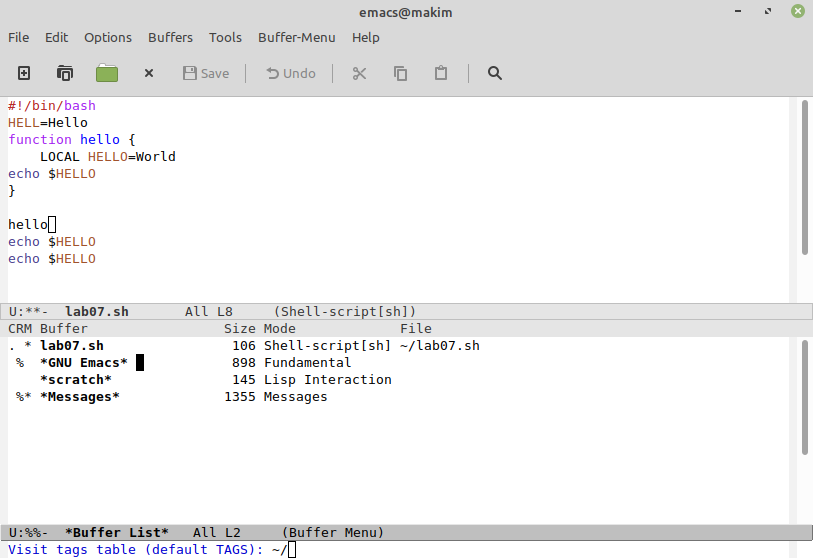 emacs@makim
File Edit Options Buffers Tools Buffer-Menu Help
Save Undo
#!/bin/bash
HELL=Hello
function hello {
    LOCAL HELLO=World
echo $HELLO
}
hello
echo $HELLO
echo $HELLO
U:**-  lab07.sh       All L8     (Shell-script[sh])
CRM Buffer                 Size Mode             File
. * lab07.sh                106 Shell-script[sh] ~/lab07.sh
 %  *GNU Emacs*             898 Fundamental
    *scratch*               145 Lisp Interaction
 %* *Messages*             1355 Messages
U:%%-  *Buffer List*   All L2     (Buffer Menu)
Visit tags table (default TAGS): ~/